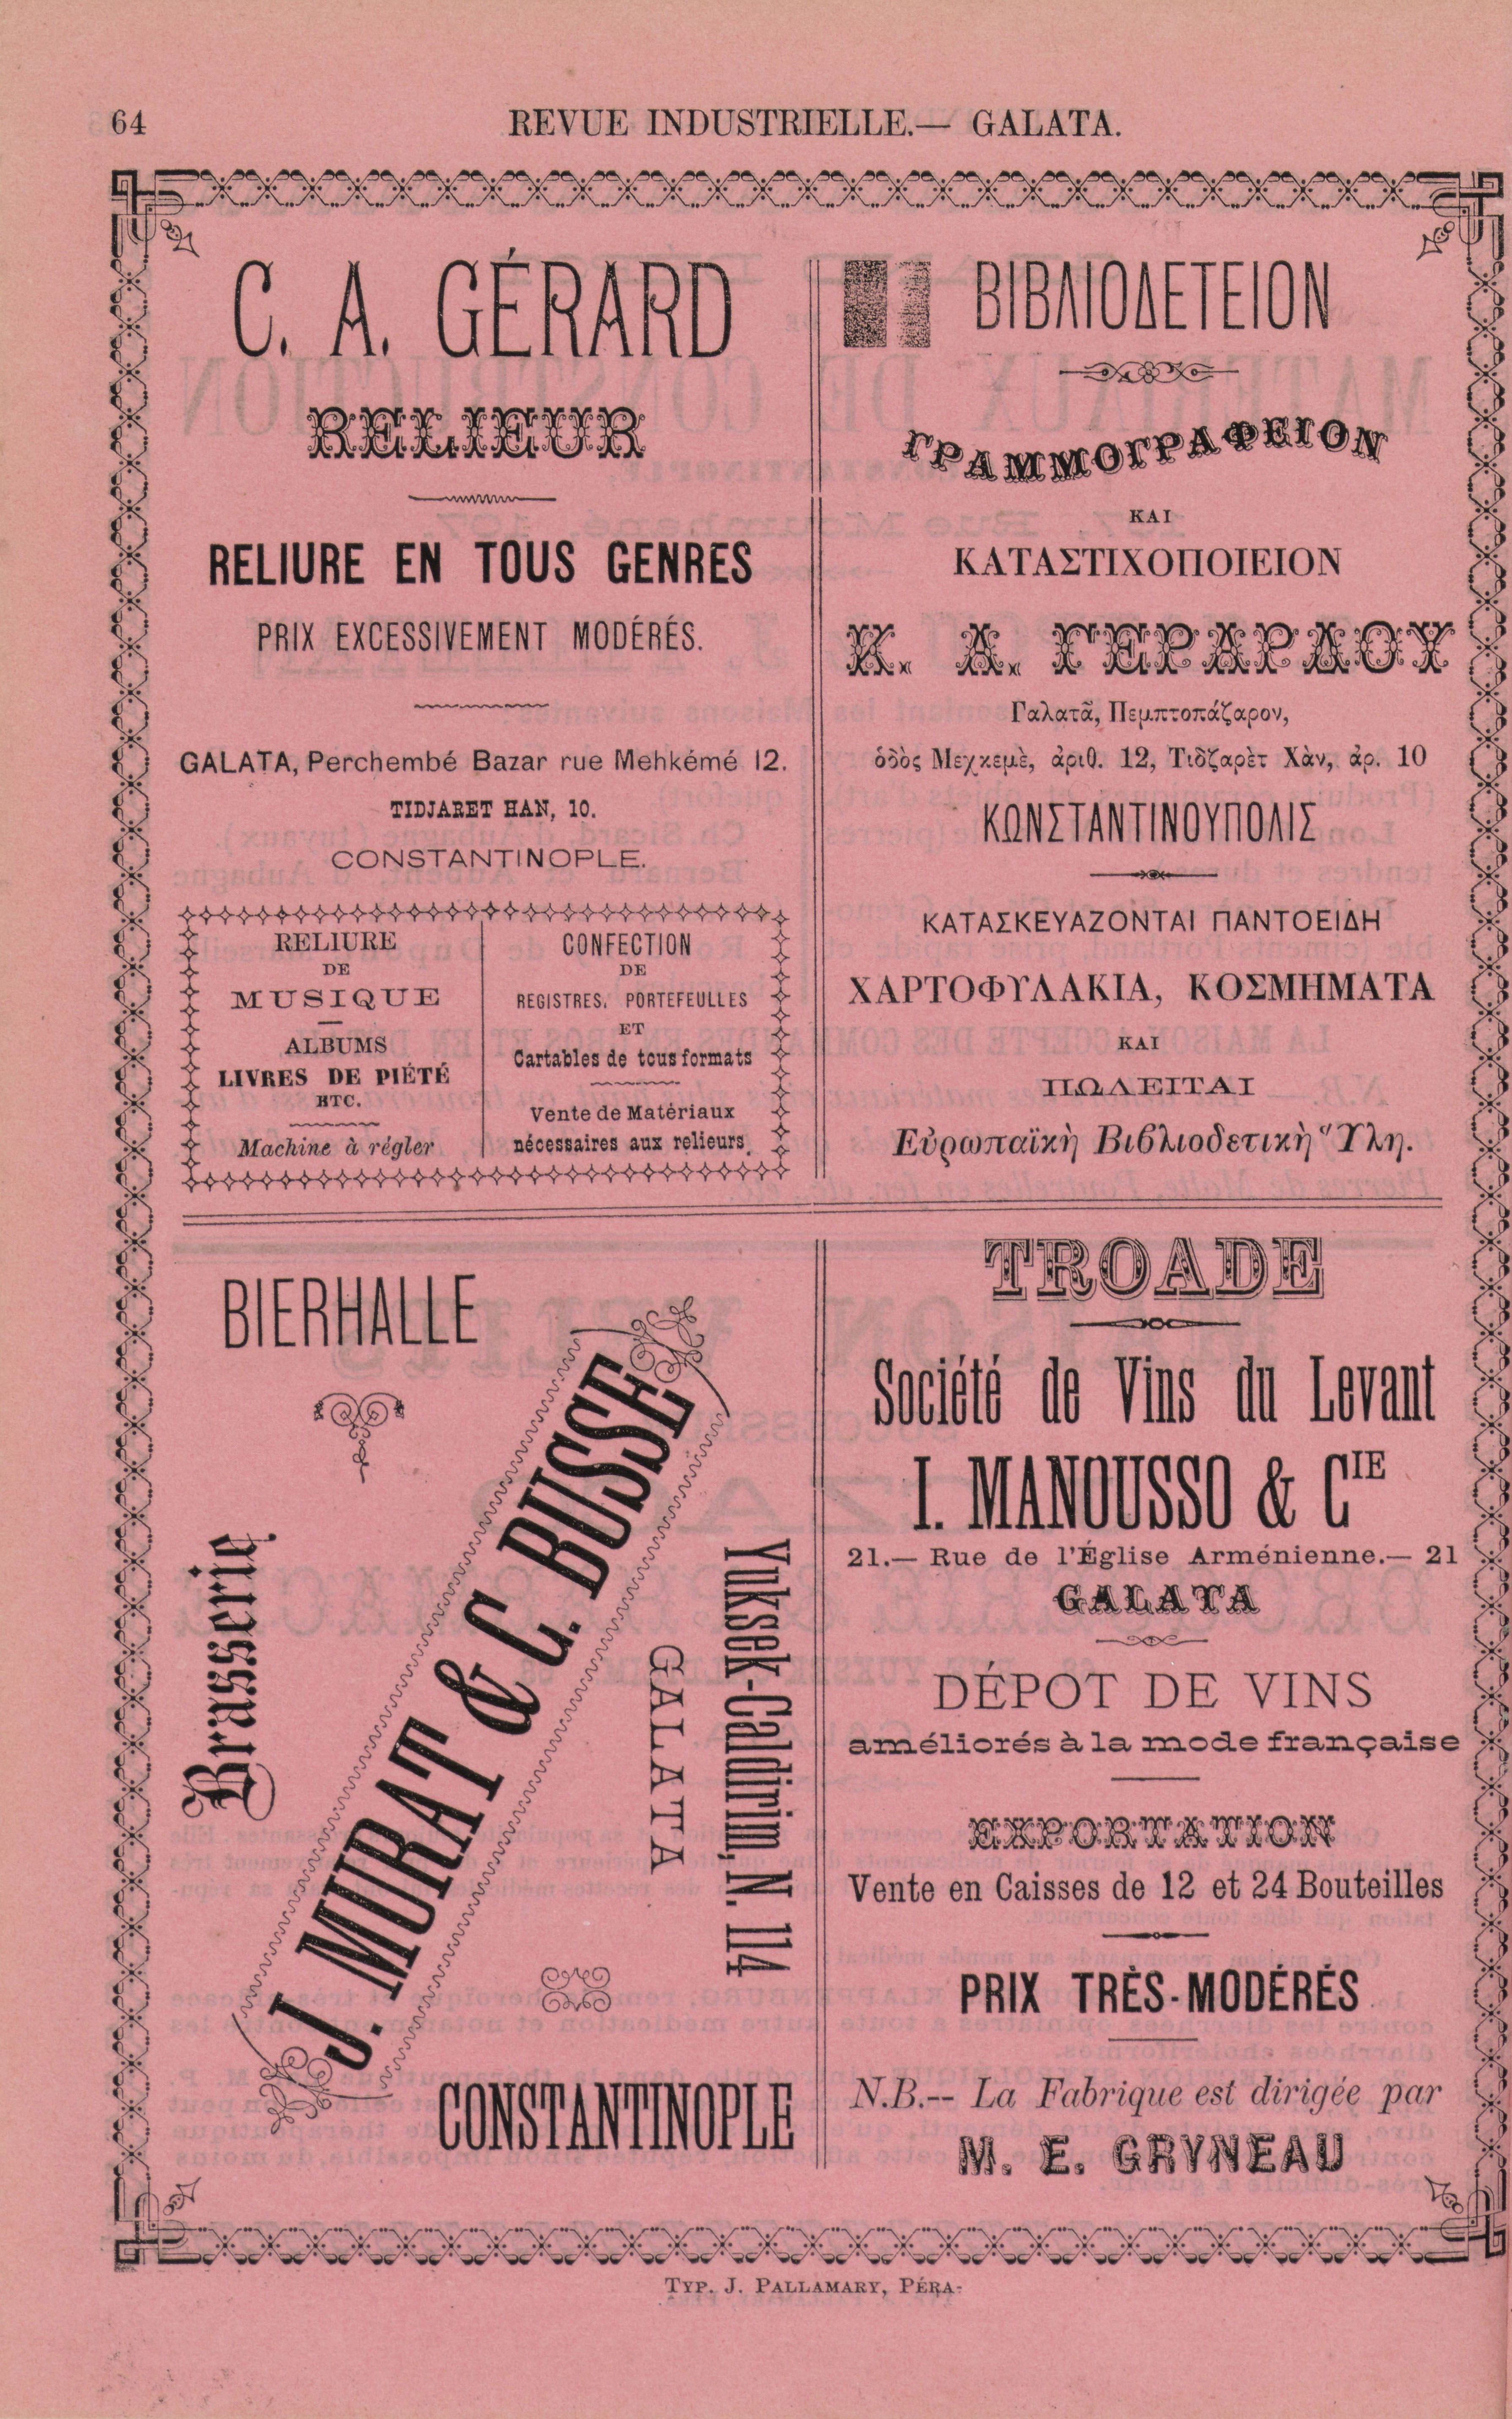 64
REVUE INDUSTRIELLE.— GALATA.
C. A. GÉRARD
RELIEUR
RELIURE EN TOUS GENRES
PRIX EXCESSIVEMENT MODÉRÉS.
GALATA, Perchembé Bazar rue Mehkémé 12.
TIDJARET HAN, 10.
CONSTANTINOPLE.
RELIURE
DE
MUSIQUE
ALBUMS
LIVRES DE PIÉTÉ
ETC.
Machine à régler
CONFECTION
DE
REGISTRES, PORTEFEULLES
ET
Cartables de tous formats
Vente de Matériaux
nécessaires aux relieurs.
ΒΙΒΛΙΟΔΕΤΕΙΟΝ
ΓΡΑΜΜΟΓΡΑΦΕΙΟΝ
ΚΑΙ
ΚΑΤΑΣΤΙΧΟΠΟΙΕΙΟΝ
Κ. Α. ΓΕΡΑΡΔΟΥ
Γαλατᾶ, Πεμπτοπάζαρον,
ὁδὸς Μεχκεμὲ, ἀριθ. 12, Τιδζαρὲτ Χὰν, ἀρ. 10
ΚΩΝΣΤΑΝΤΙΝΟΥΠΟΛΙΣ
ΚΑΤΑΣΚΕΥΑΖΟΝΤΑΙ ΠΑΝΤΟΕΙΔΗ
ΧΑΡΤΟΦΥΛΑΚΙΑ, ΚΟΣΜΗΜΑΤΑ
ΚΑΙ
ΠΩΛΕΙΤΑΙ
Εὐρωπαϊκὴ Βιβλιοδετικὴ Ὕλη.
BIERHALLE
Brasserie
J. MURAT & C. BUSSE
GALATA
Yuksek-Caldirim, N. 114
CONSTANTINOPLE
TROADE
Société de Vins du Levant
I. MANOUSSO & CIE
21.— Rue de l'Église Arménienne.— 21
GALATA
DÉPOT DE VINS
améliorés à la mode française
EXPORTATION
Vente en Caisses de 12 et 24 Bouteilles
PRIX TRÈS-MODÉRÉS
N.B.-- La Fabrique est dirigée par
M. E. GRYNEAU
TYP. J. PALLAMARY, PÉRA-